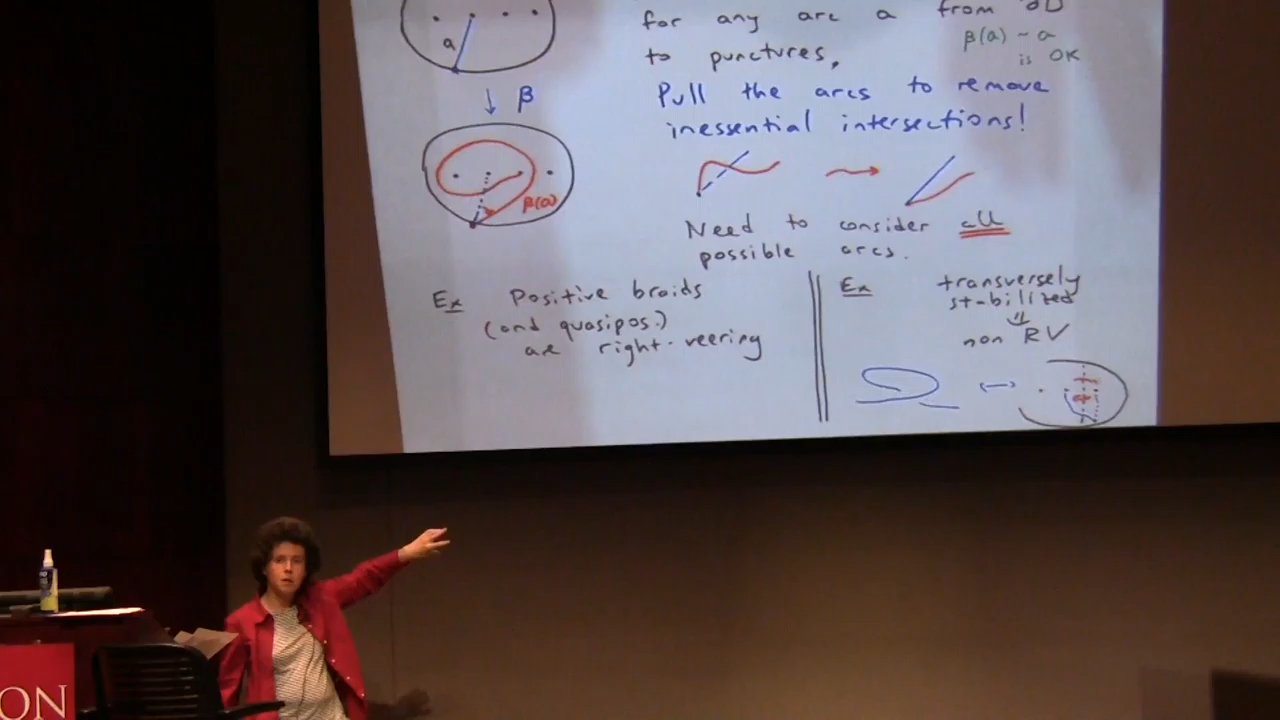 for any arc a from ∂D
to punctures,
β(a) ~ a
is OK
a
Pull the arcs to remove
inessential intersections!
β
β(a)
Need to consider all
possible arcs.
Ex Positive braids
(and quasipos.)
are right-veering
Ex transversely
stabilized
⇓
non RV
ON